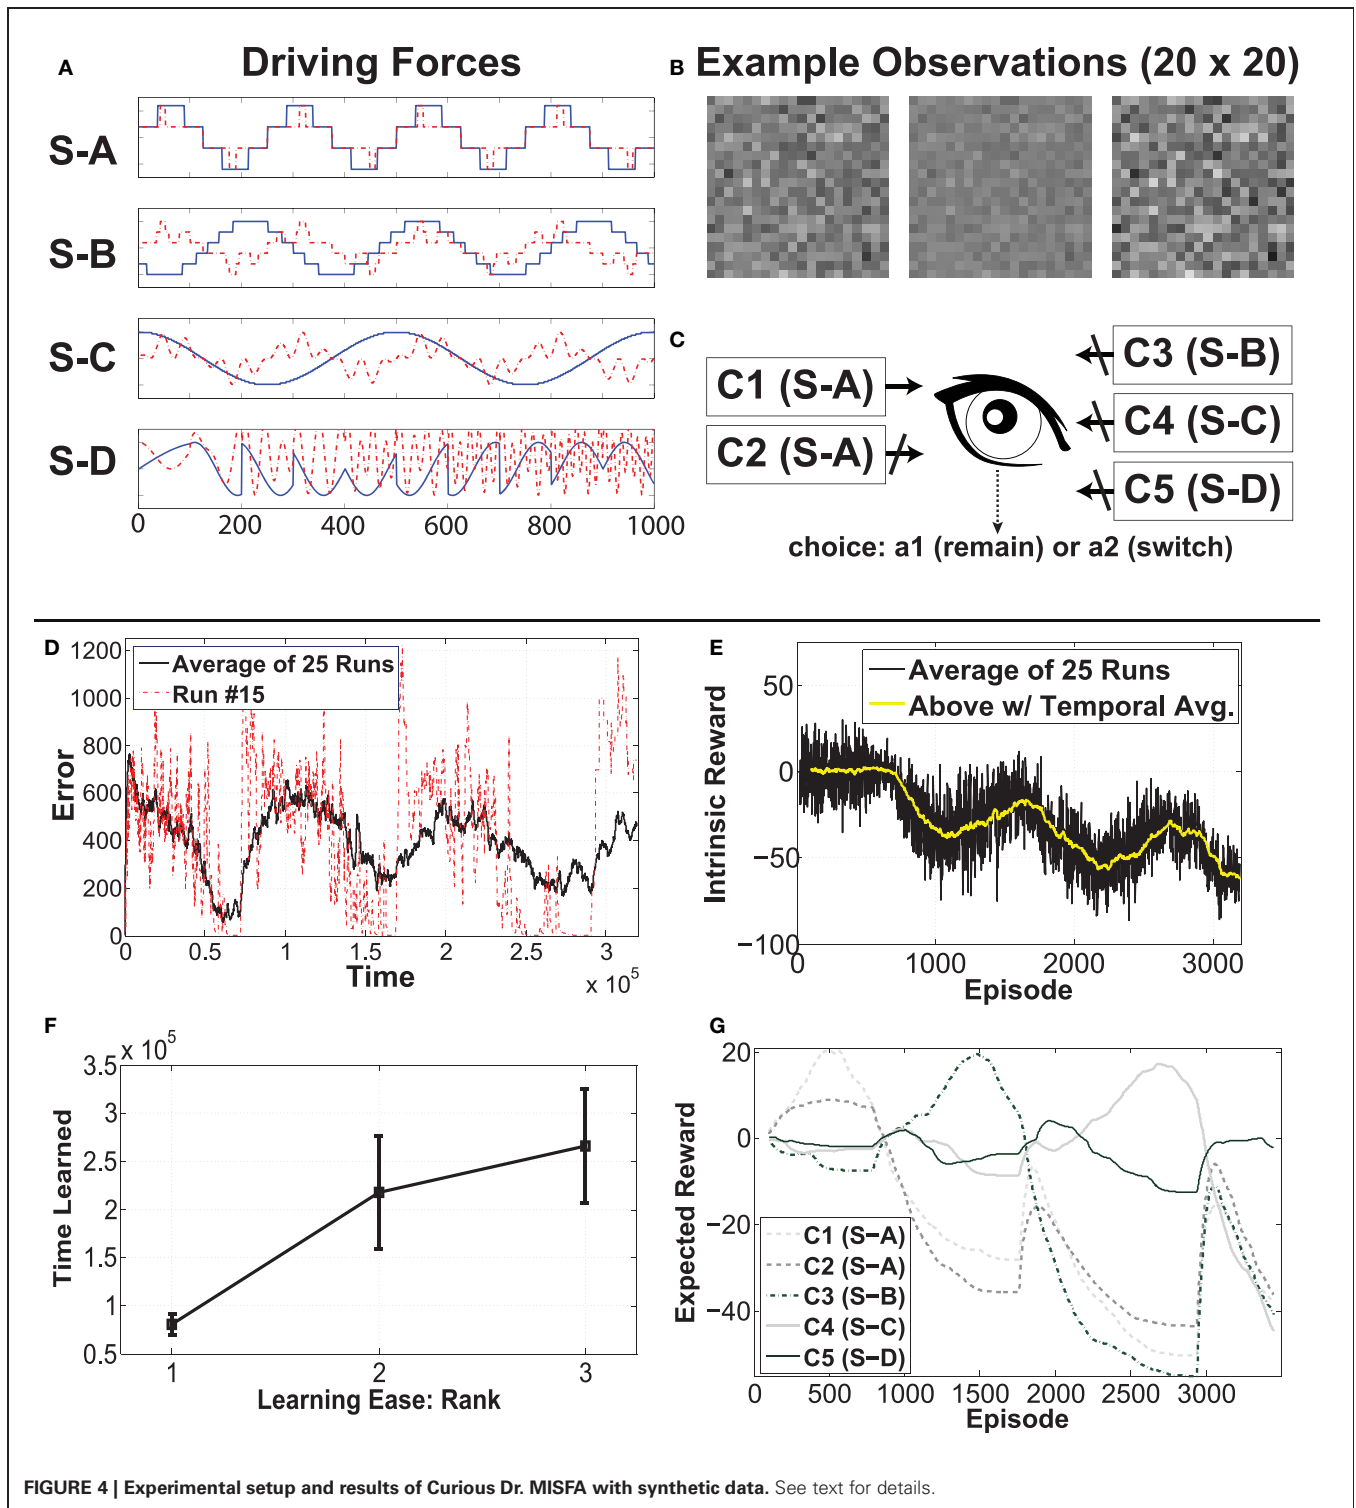 A
Driving Forces
S-A
S-B
S-C
S-D
0 200 400 600 800 1000
B
Example Observations (20 x 20)
C
C1 (S-A)
C2 (S-A)
C3 (S-B)
C4 (S-C)
C5 (S-D)
choice: a1 (remain) or a2 (switch)
D
Average of 25 Runs
Run #15
Error
1200
1000
800
600
400
200
0
0 0.5 1 1.5 2 2.5 3
Time
x 10^5
E
Average of 25 Runs
Above w/ Temporal Avg.
Intrinsic Reward
50
0
−50
−100
0 1000 2000 3000
Episode
F
x 10^5
Time Learned
3.5
3
2.5
2
1.5
1
0.5
1 2 3
Learning Ease: Rank
G
Expected Reward
20
0
−20
−40
C1 (S−A)
C2 (S−A)
C3 (S−B)
C4 (S−C)
C5 (S−D)
0 500 1000 1500 2000 2500 3000
Episode
FIGURE 4 | Experimental setup and results of Curious Dr. MISFA with synthetic data. See text for details.